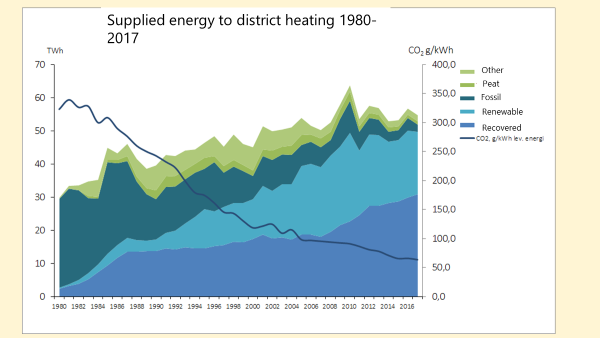 Supplied energy to district heating 1980-
2017
TWh
CO2 g/kWh
70
60
50
40
30
20
10
0
400,0
350,0
300,0
250,0
200,0
150,0
100,0
50,0
0,0
Other
Peat
Fossil
Renewable
Recovered
CO2, g/kWh lev. energi
1980 1982 1984 1986 1988 1990 1992 1994 1996 1998 2000 2002 2004 2006 2008 2010 2012 2014 2016